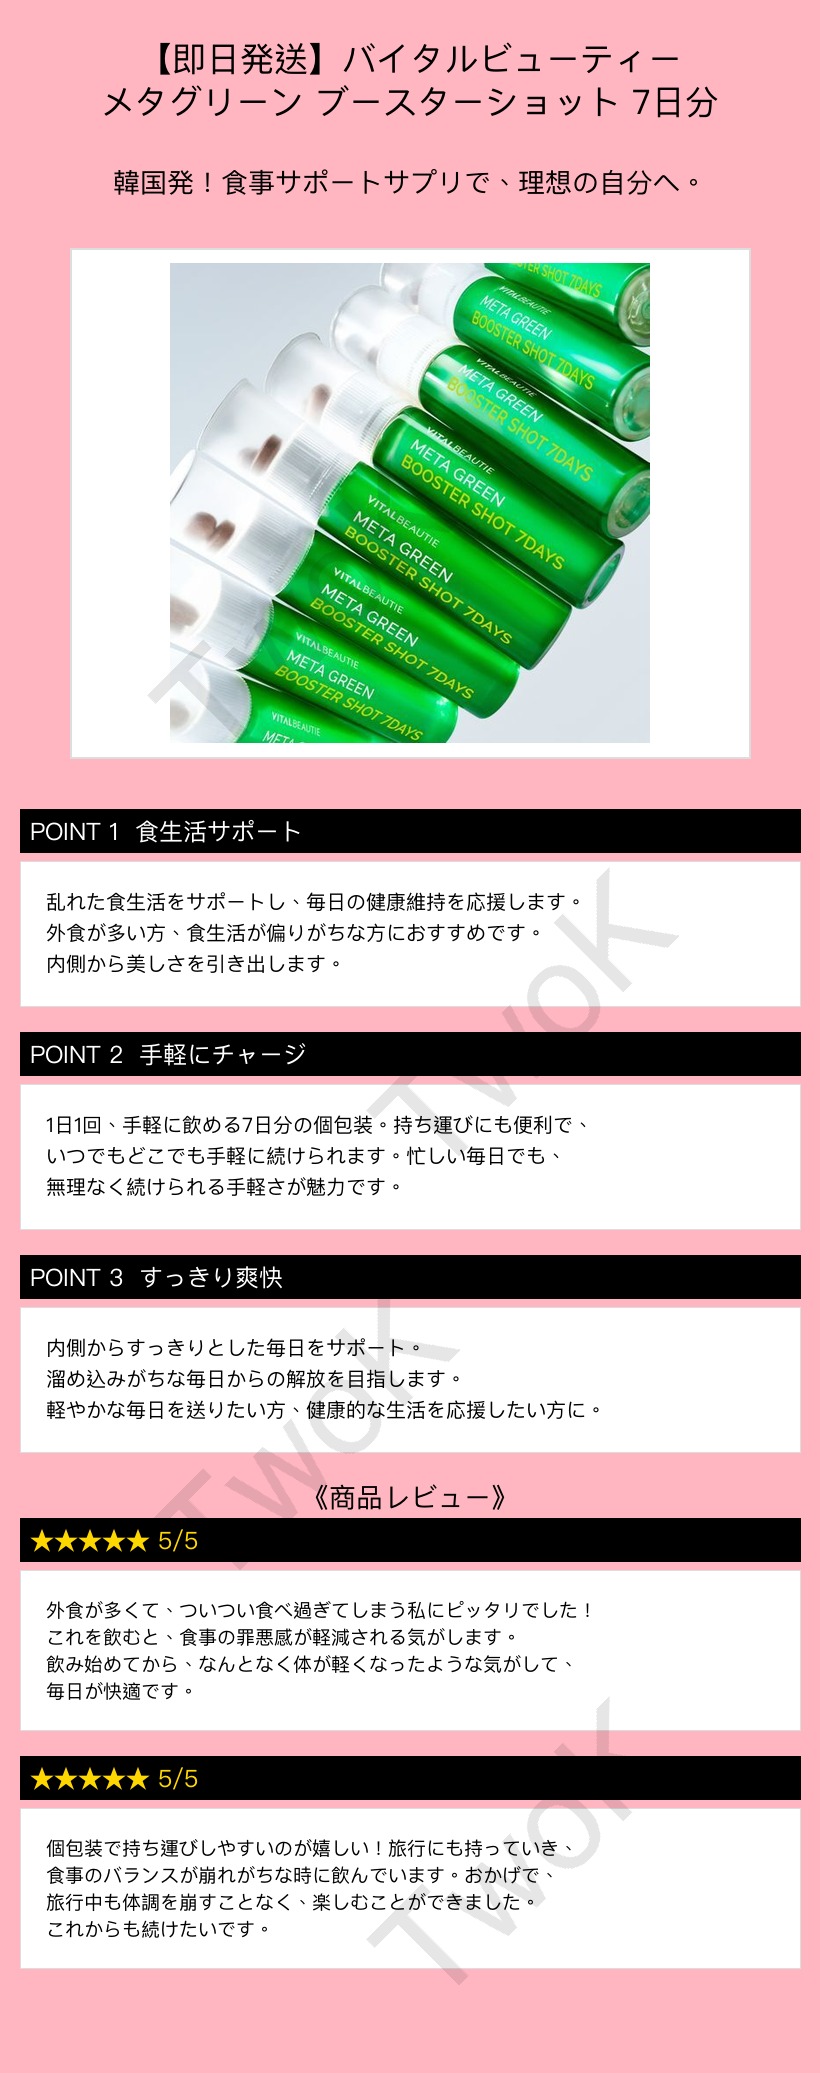 【即日発送】バイタルビューティー
メタグリーン ブースターショット 7日分
韓国発！食事サポートサプリで、理想の自分へ。
BOOSTER SHOT 7DAYS
VITALBEAUTIE
META GREEN
BOOSTER SHOT 7DAYS
VITALBEAUTIE
META GREEN
BOOSTER SHOT 7DAYS
VITALBEAUTIE
META GREEN
BOOSTER SHOT 7DAYS
VITALBEAUTIE
META GREEN
BOOSTER SHOT 7DAYS
VITALBEAUTIE
META GREEN
BOOSTER SHOT 7DAYS
VITALBEAUTIE
META GREEN
BOOSTER SHOT 7DAYS
VITALBEAUTIE
META
POINT 1 食生活サポート
乱れた食生活をサポートし、毎日の健康維持を応援します。
外食が多い方、食生活が偏りがちな方におすすめです。
内側から美しさを引き出します。
TwoK
POINT 2 手軽にチャージ
1日1回、手軽に飲める7日分の個包装。持ち運びにも便利で、
いつでもどこでも手軽に続けられます。忙しい毎日でも、
無理なく続けられる手軽さが魅力です。
POINT 3 すっきり爽快
内側からすっきりとした毎日をサポート。
溜め込みがちな毎日からの解放を目指します。
軽やかな毎日を送りたい方、健康的な生活を応援したい方に。
TwoK
《商品レビュー》
★★★★★ 5/5
外食が多くて、ついつい食べ過ぎてしまう私にピッタリでした！
これを飲むと、食事の罪悪感が軽減される気がします。
飲み始めてから、なんとなく体が軽くなったような気がして、
毎日が快適です。
★★★★★ 5/5
個包装で持ち運びしやすいのが嬉しい！旅行にも持っていき、
食事のバランスが崩れがちな時に飲んでいます。おかげで、
旅行中も体調を崩すことなく、楽しむことができました。
これからも続けたいです。
TwoK